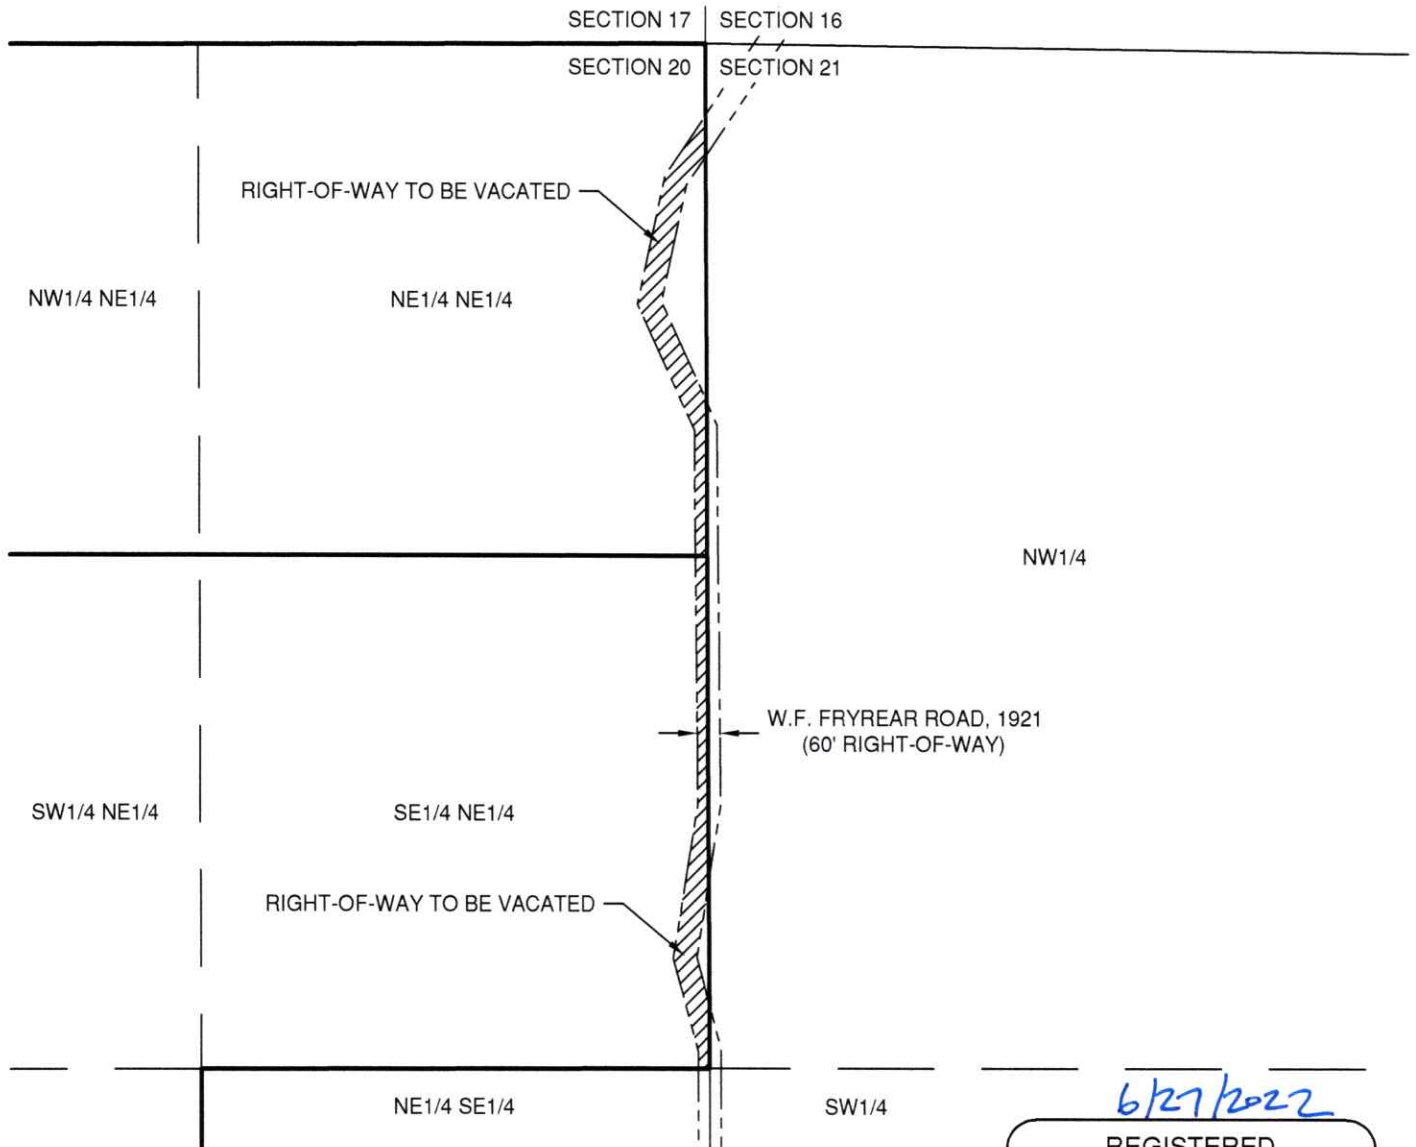 SECTION 17 SECTION 16
SECTION 20 SECTION 21
RIGHT-OF-WAY TO BE VACATED
NW1/4 NE1/4 NE1/4 NE1/4
NW1/4
W.F. FRYREAR ROAD, 1921
(60' RIGHT-OF-WAY)
SW1/4 NE1/4 SE1/4 NE1/4
RIGHT-OF-WAY TO BE VACATED
NE1/4 SE1/4 SW1/4
6/27/2022
REGISTERED